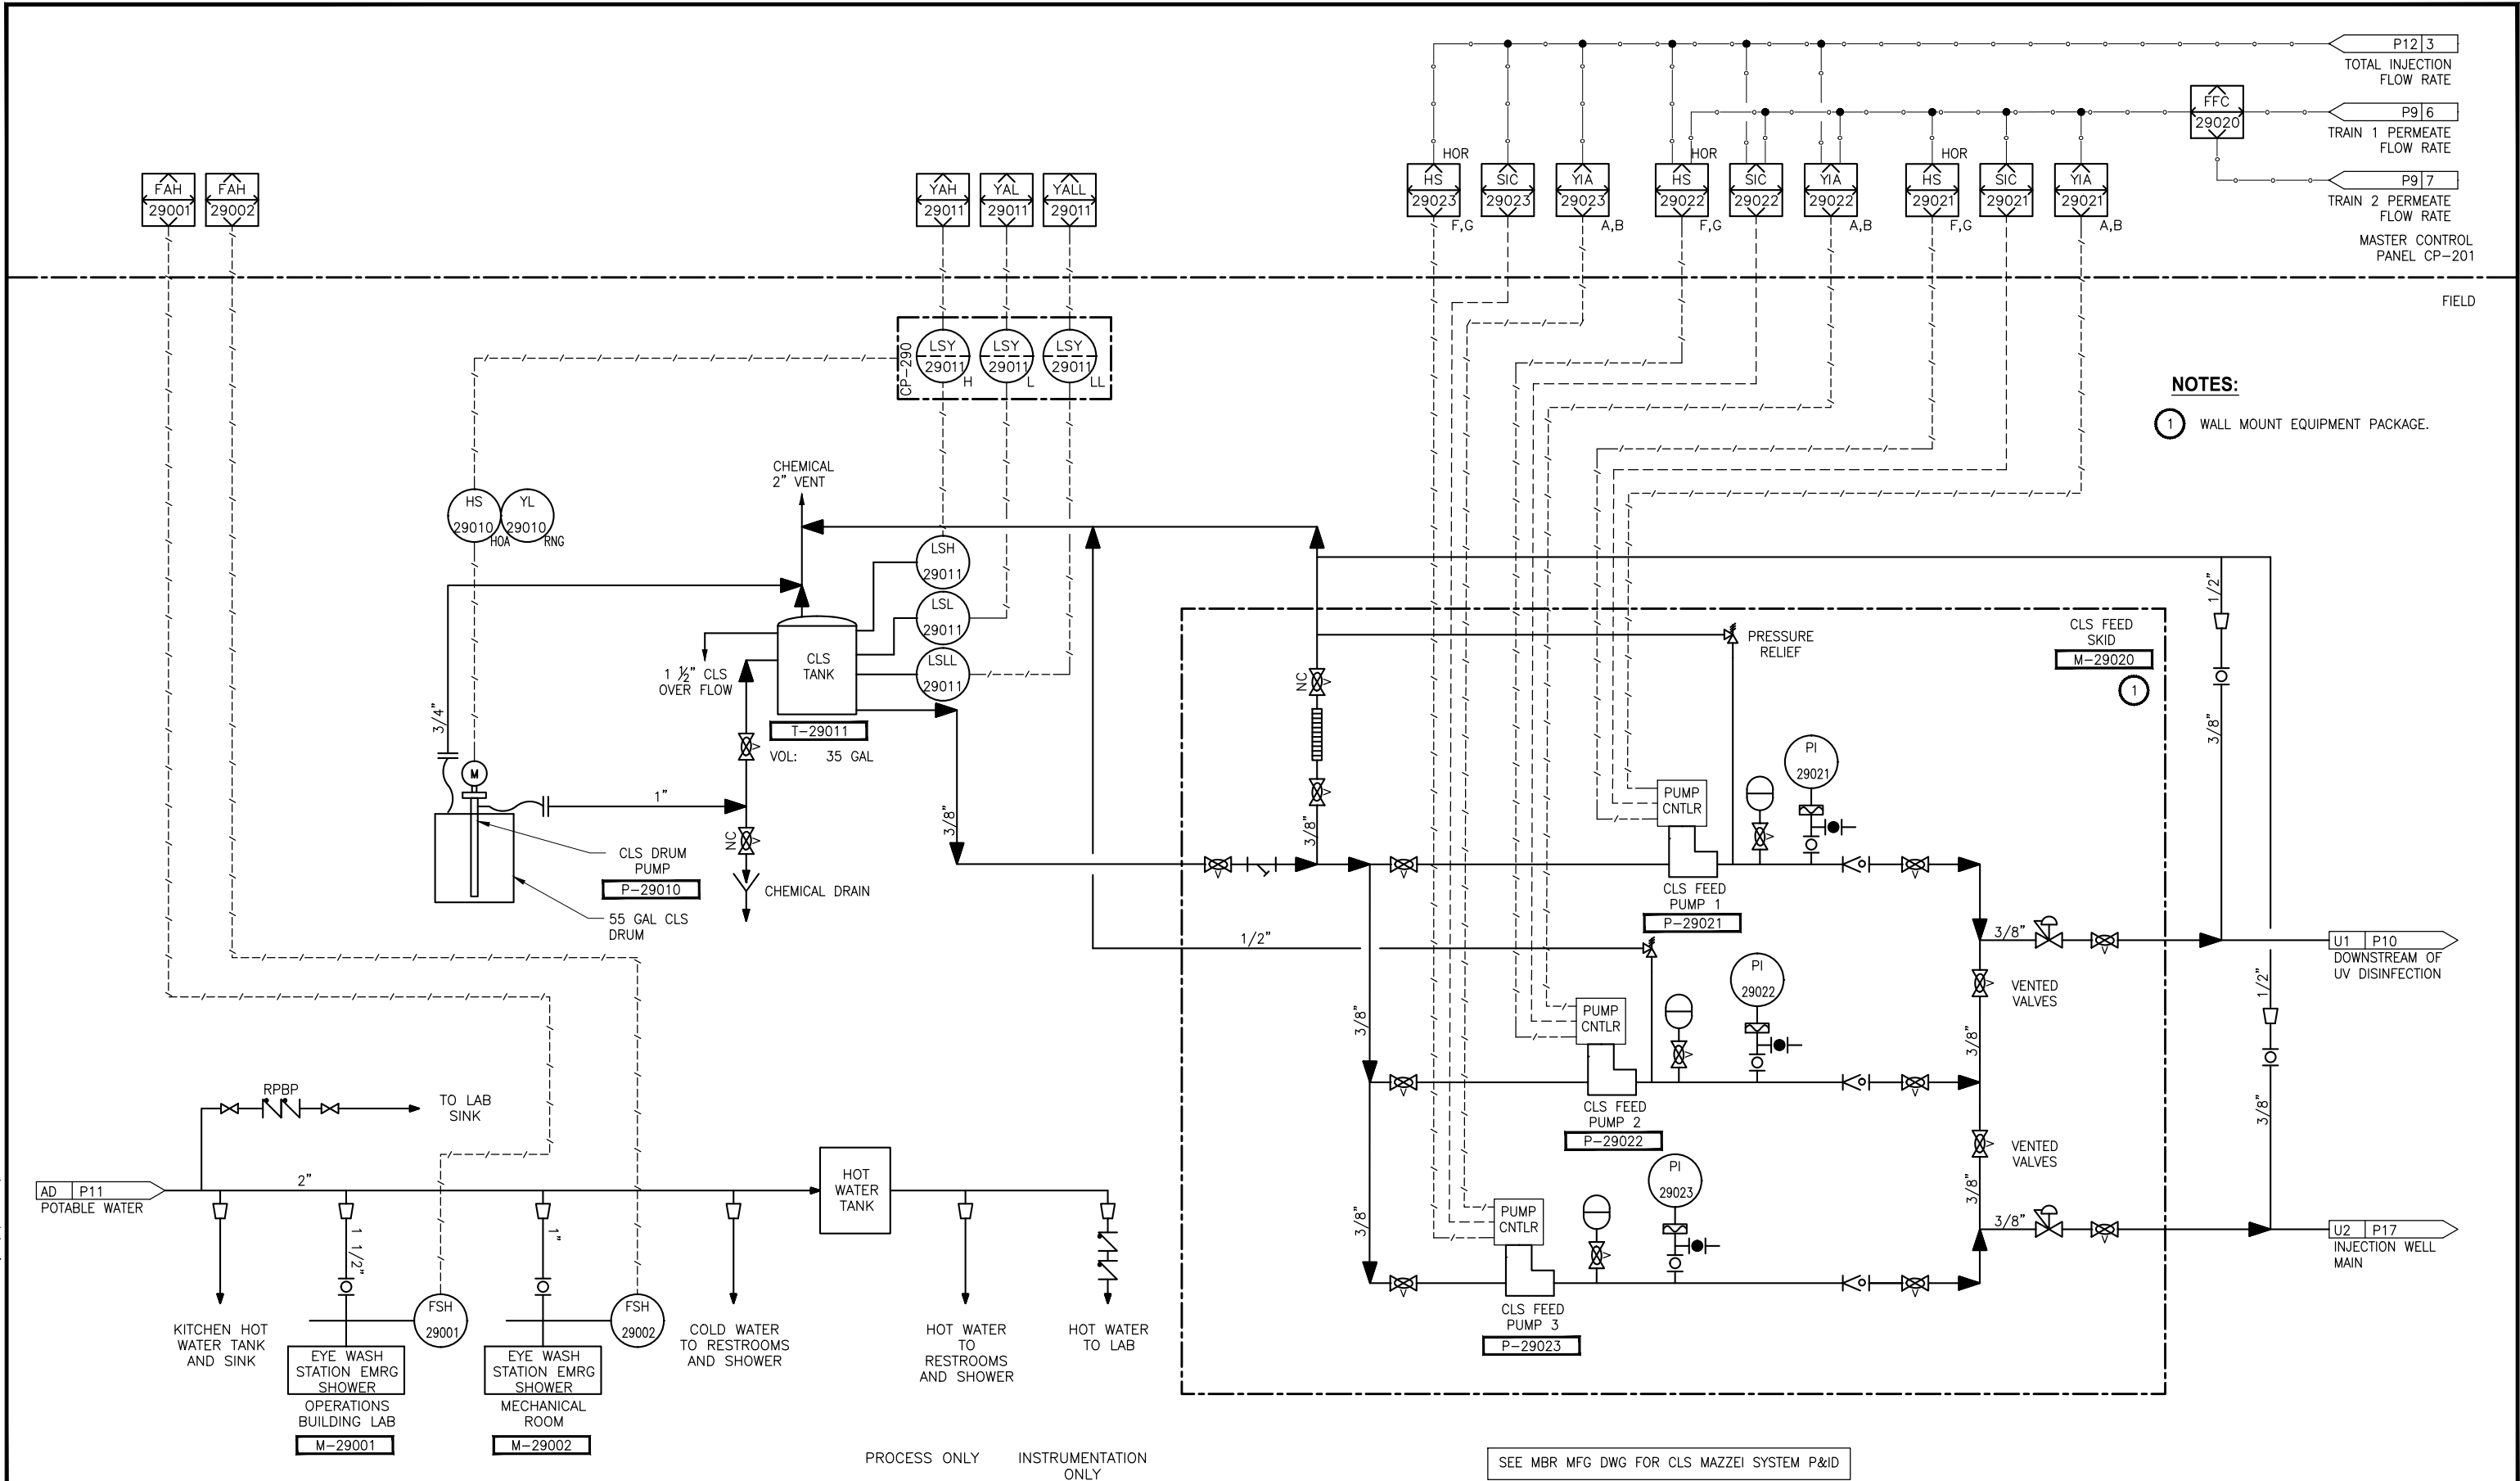 P12 3
TOTAL INJECTION
FLOW RATE
FFC
29020
P9 6
TRAIN 1 PERMEATE
FLOW RATE
P9 7
TRAIN 2 PERMEATE
FLOW RATE
MASTER CONTROL
PANEL CP-201
FIELD
FAH
29001
FAH
29002
YAH
29011
YAL
29011
YALL
29011
HOR
HS
29023
F,G
SIC
29023
YIA
29023
A,B
HOR
HS
29022
F,G
SIC
29022
YIA
29022
A,B
HOR
HS
29021
F,G
SIC
29021
YIA
29021
A,B
CP-290
LSY
29011
H
LSY
29011
L
LSY
29011
LL
NOTES:
1 WALL MOUNT EQUIPMENT PACKAGE.
CHEMICAL
2" VENT
HS
29010
HOA
YL
29010
RNG
LSH
29011
LSL
29011
LSLL
29011
CLS
TANK
1 ½" CLS
OVER FLOW
T-29011
VOL: 35 GAL
3/4"
M
1"
NC
CLS DRUM
PUMP
P-29010
55 GAL CLS
DRUM
CHEMICAL DRAIN
3/8"
1/2"
NC
3/8"
PRESSURE
RELIEF
CLS FEED
SKID
M-29020
1
1/2"
3/8"
PI
29021
PUMP
CNTLR
CLS FEED
PUMP 1
P-29021
3/8"
U1 P10
DOWNSTREAM OF
UV DISINFECTION
VENTED
VALVES
PI
29022
PUMP
CNTLR
CLS FEED
PUMP 2
P-29022
3/8"
3/8"
1/2"
3/8"
VENTED
VALVES
PI
29023
PUMP
CNTLR
CLS FEED
PUMP 3
P-29023
3/8"
3/8"
3/8"
U2 P17
INJECTION WELL
MAIN
RPBP
TO LAB
SINK
AD P11
POTABLE WATER
2"
HOT
WATER
TANK
1 1/2"
1"
FSH
29001
FSH
29002
KITCHEN HOT
WATER TANK
AND SINK
EYE WASH
STATION EMRG
SHOWER
OPERATIONS
BUILDING LAB
M-29001
EYE WASH
STATION EMRG
SHOWER
MECHANICAL
ROOM
M-29002
COLD WATER
TO RESTROOMS
AND SHOWER
HOT WATER
TO
RESTROOMS
AND SHOWER
HOT WATER
TO LAB
PROCESS ONLY
INSTRUMENTATION
ONLY
SEE MBR MFG DWG FOR CLS MAZZEI SYSTEM P&ID